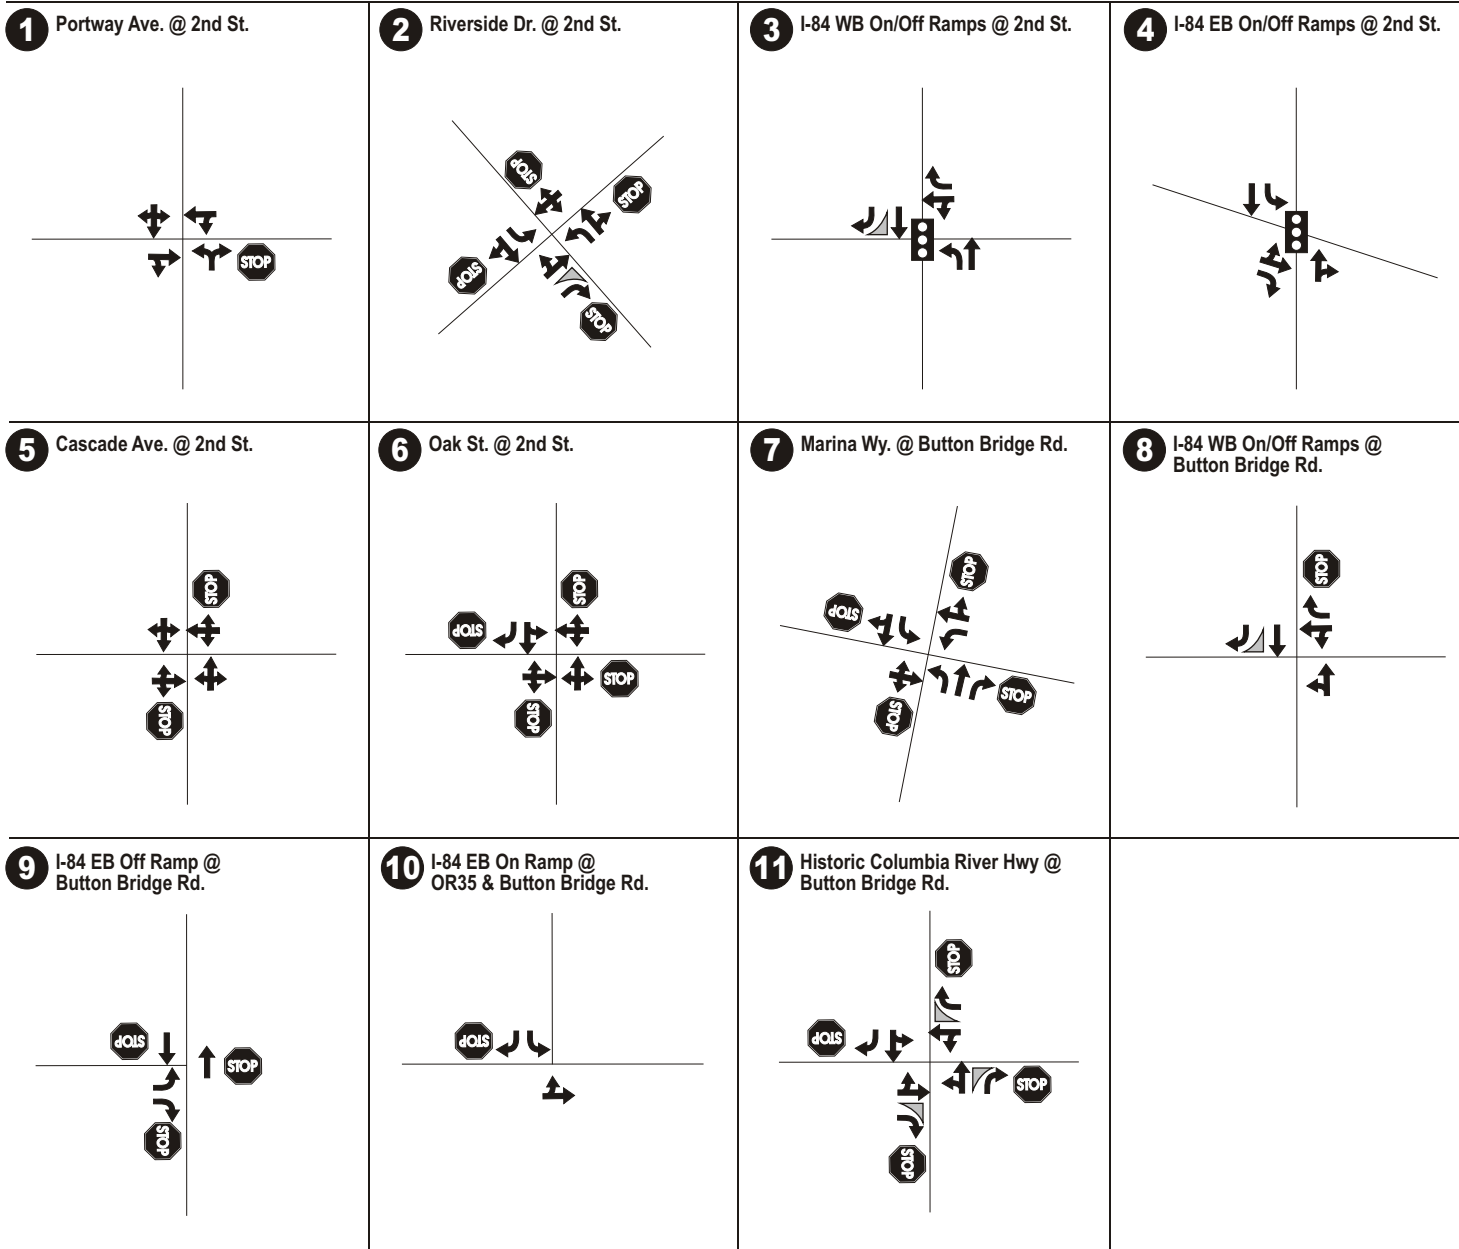 1 Portway Ave. @ 2nd St.
STOP
2 Riverside Dr. @ 2nd St.
STOP
STOP
STOP
STOP
3 I-84 WB On/Off Ramps @ 2nd St.
4 I-84 EB On/Off Ramps @ 2nd St.
5 Cascade Ave. @ 2nd St.
STOP
STOP
6 Oak St. @ 2nd St.
STOP
STOP
STOP
STOP
7 Marina Wy. @ Button Bridge Rd.
STOP
STOP
STOP
STOP
8 I-84 WB On/Off Ramps @
Button Bridge Rd.
STOP
9 I-84 EB Off Ramp @
Button Bridge Rd.
STOP
STOP
STOP
10 I-84 EB On Ramp @
OR35 & Button Bridge Rd.
STOP
11 Historic Columbia River Hwy @
Button Bridge Rd.
STOP
STOP
STOP
STOP